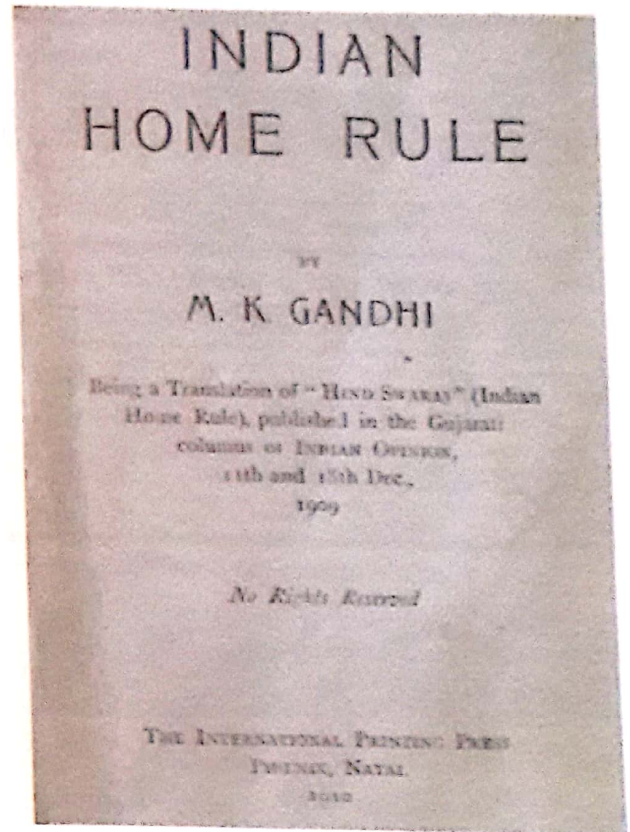 INDIAN
HOME RULE
BY
M. K. GANDHI
Being a Translation of "HIND SWARAJ" (Indian
Home Rule), published in the Gujarati
columns of INDIAN OPINION,
11th and 18th Dec.,
1909
No Rights Reserved
THE INTERNATIONAL PRINTING PRESS
PHOENIX, NATAL
1910